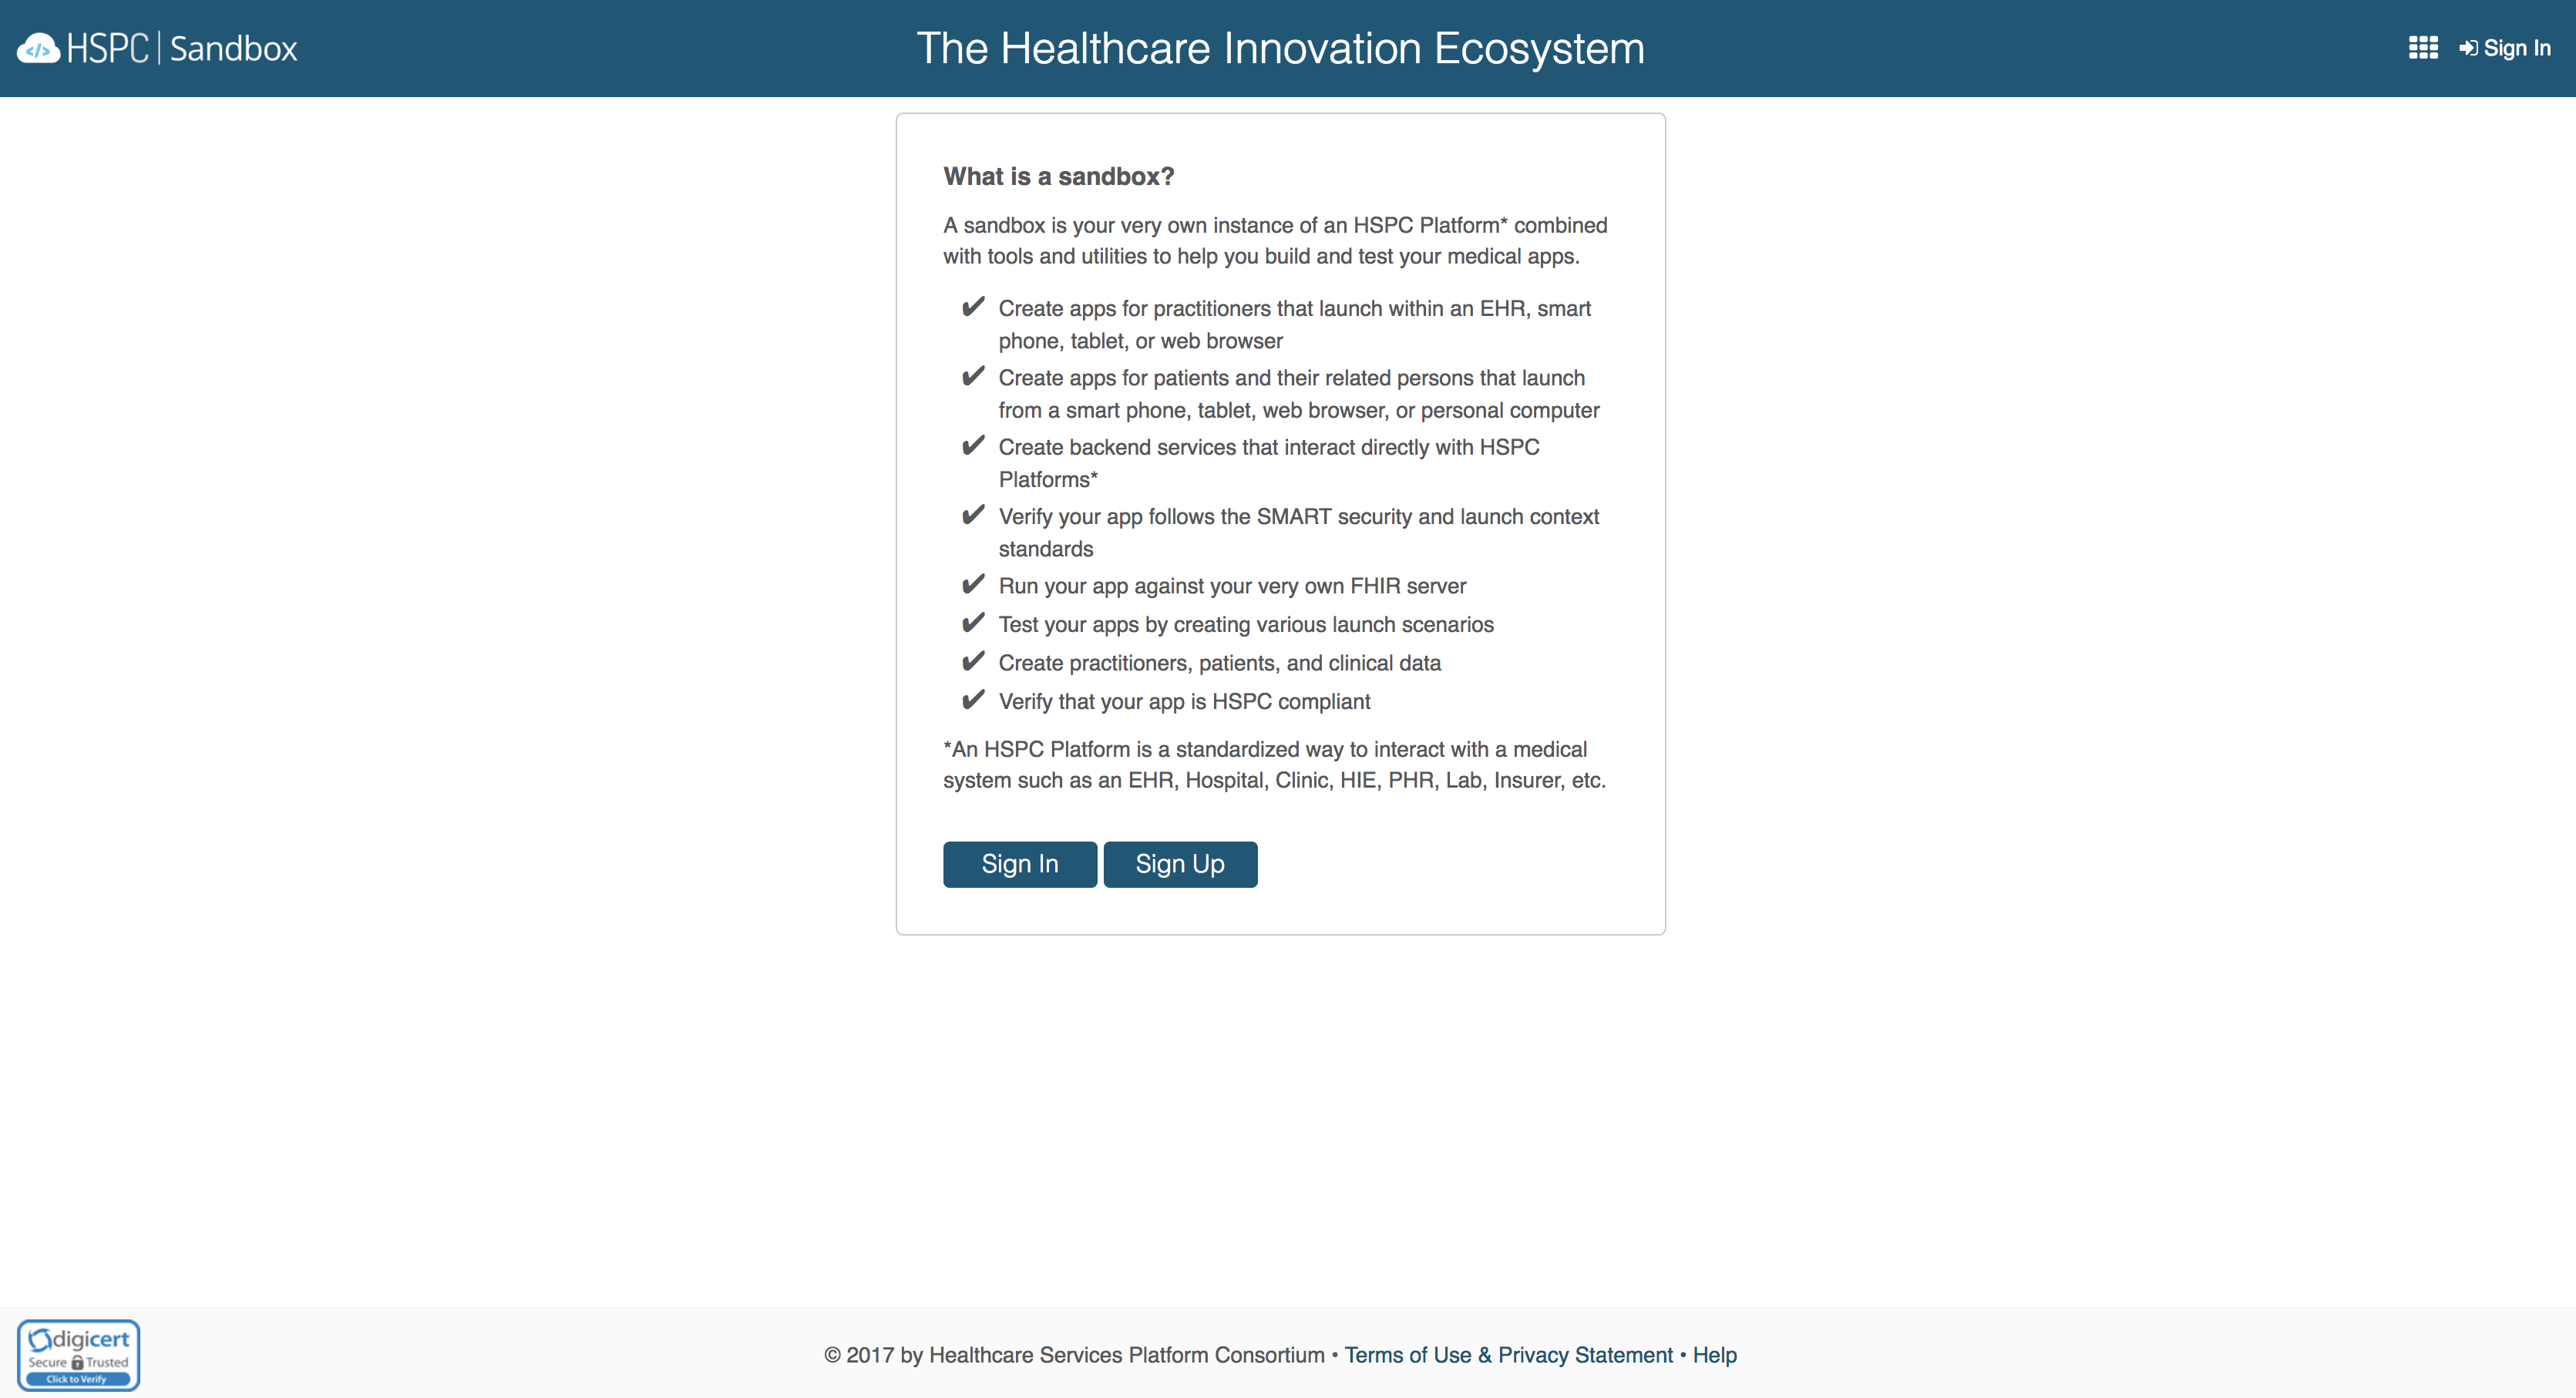 </> HSPC | Sandbox
The Healthcare Innovation Ecosystem
Sign In
What is a sandbox?
A sandbox is your very own instance of an HSPC Platform* combined
with tools and utilities to help you build and test your medical apps.
✔ Create apps for practitioners that launch within an EHR, smart
phone, tablet, or web browser
✔ Create apps for patients and their related persons that launch
from a smart phone, tablet, web browser, or personal computer
✔ Create backend services that interact directly with HSPC
Platforms*
✔ Verify your app follows the SMART security and launch context
standards
✔ Run your app against your very own FHIR server
✔ Test your apps by creating various launch scenarios
✔ Create practitioners, patients, and clinical data
✔ Verify that your app is HSPC compliant
*An HSPC Platform is a standardized way to interact with a medical
system such as an EHR, Hospital, Clinic, HIE, PHR, Lab, Insurer, etc.
Sign In Sign Up
digicert
Secure Trusted
Click to Verify
© 2017 by Healthcare Services Platform Consortium • Terms of Use & Privacy Statement • Help